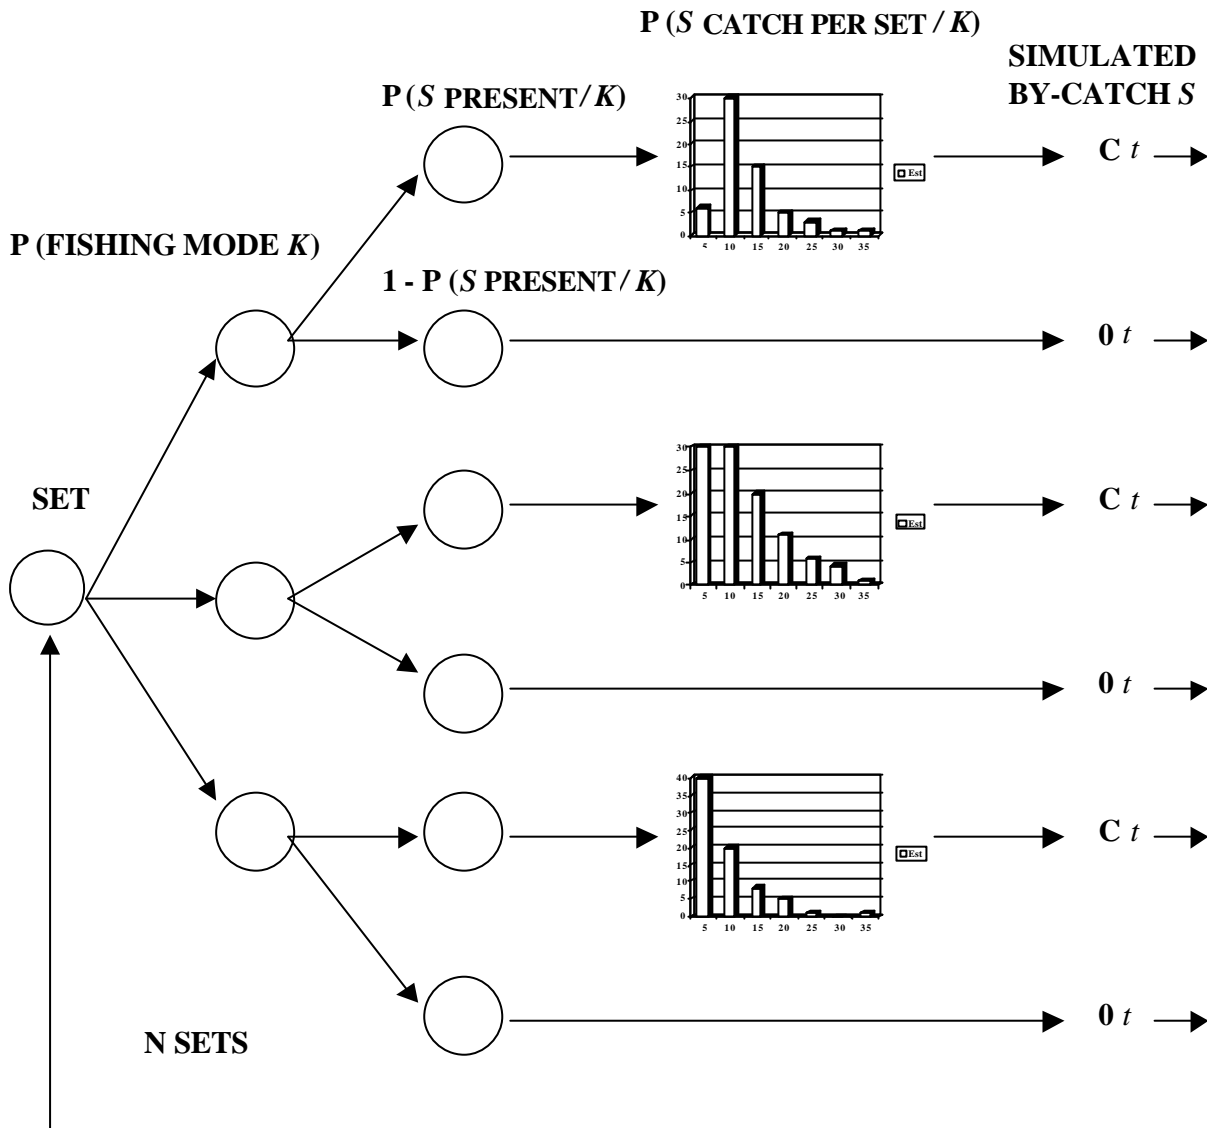 P (S CATCH PER SET / K)
SIMULATED
BY-CATCH S
P (S PRESENT / K)
30
25
20
15
10
5
0
5 10 15 20 25 30 35
Est
C t
P (FISHING MODE K)
1 - P (S PRESENT / K)
0 t
30
25
20
15
10
5
0
5 10 15 20 25 30 35
Est
C t
SET
0 t
40
35
30
25
20
15
10
5
0
5 10 15 20 25 30 35
Est
C t
0 t
N SETS